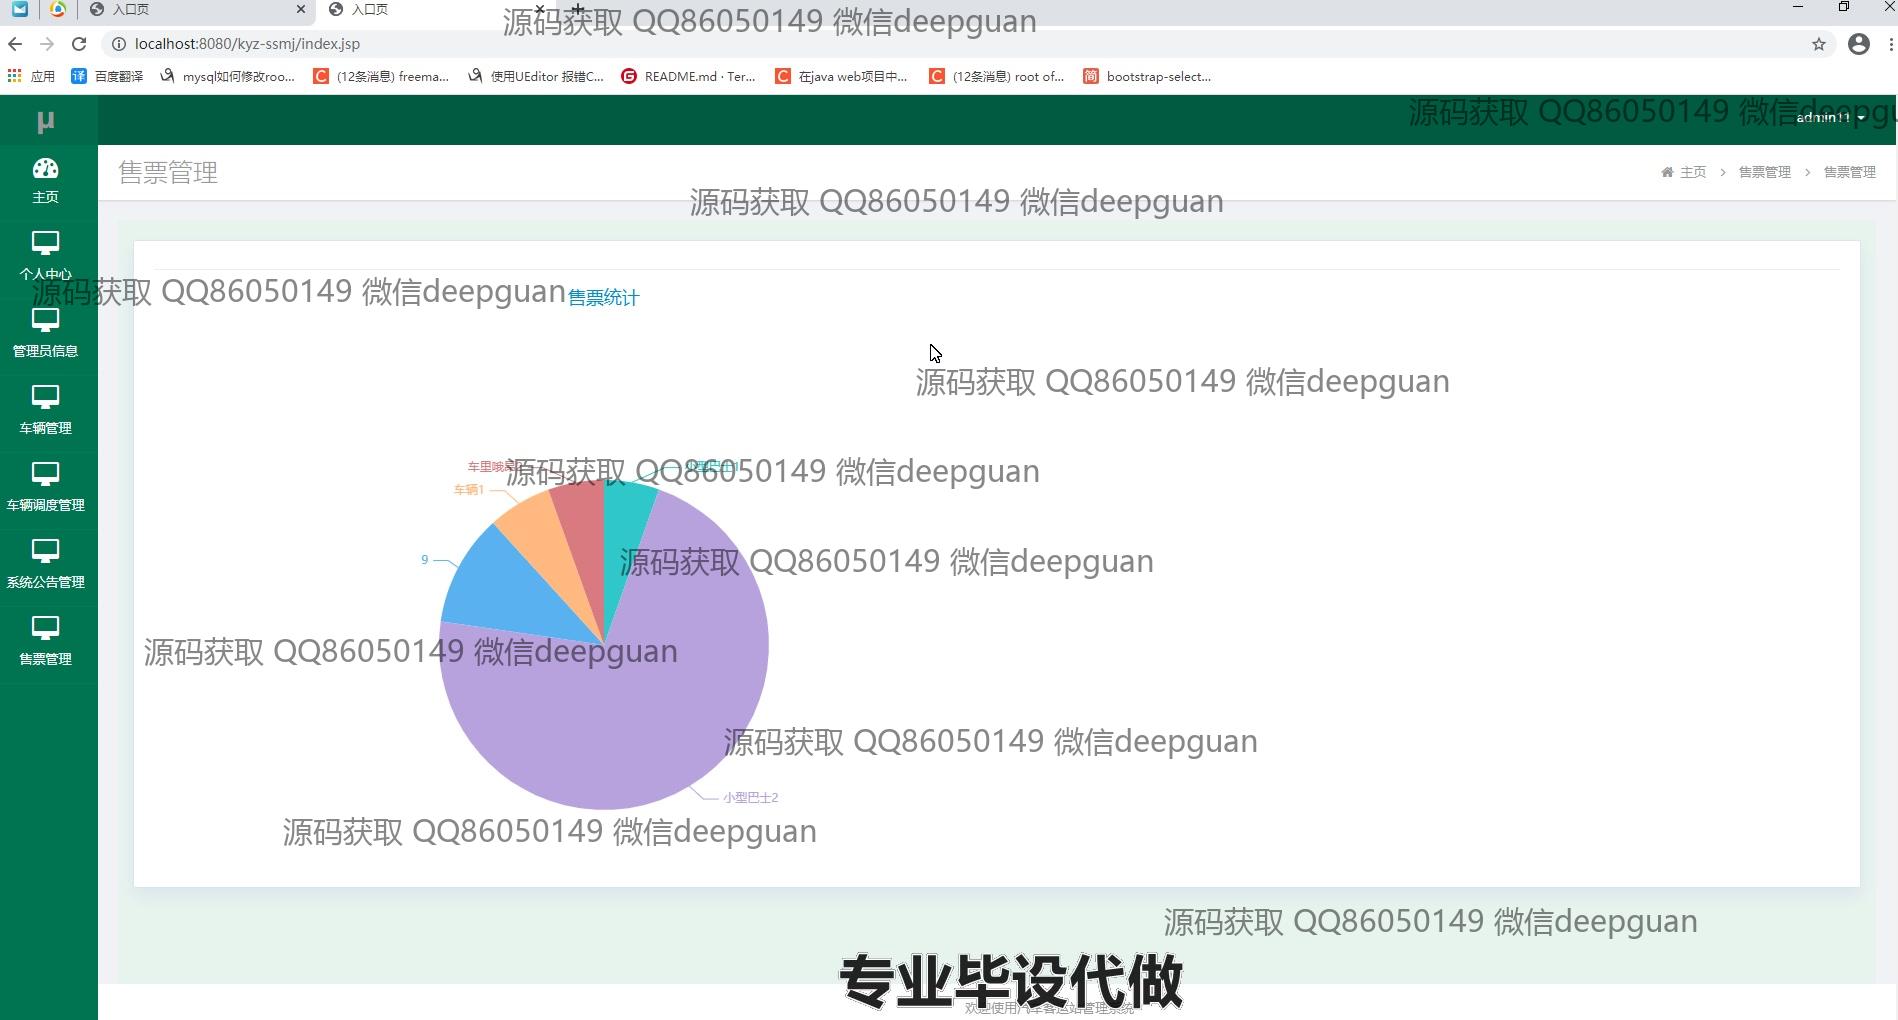 入口页
入口页
源码获取 QQ86050149 微信deepguan
localhost:8080/kyz-ssmj/index.jsp
应用 百度翻译 mysql如何修改roo... (12条消息) freema... 使用UEditor 报错C... README.md · Ter... 在java web项目中... (12条消息) root of... bootstrap-select...
μ
源码获取 QQ86050149 微信deepgu
admin11
主页
售票管理
主页 > 售票管理 > 售票管理
源码获取 QQ86050149 微信deepguan
个人中心
源码获取 QQ86050149 微信deepguan
售票统计
管理员信息
源码获取 QQ86050149 微信deepguan
车辆管理
源码获取 QQ86050149 微信deepguan
小型巴士1
车辆1
车辆调度管理
9
源码获取 QQ86050149 微信deepguan
系统公告管理
源码获取 QQ86050149 微信deepguan
售票管理
源码获取 QQ86050149 微信deepguan
小型巴士2
源码获取 QQ86050149 微信deepguan
源码获取 QQ86050149 微信deepguan
专业毕设代做
欢迎使用汽车客运站管理系统